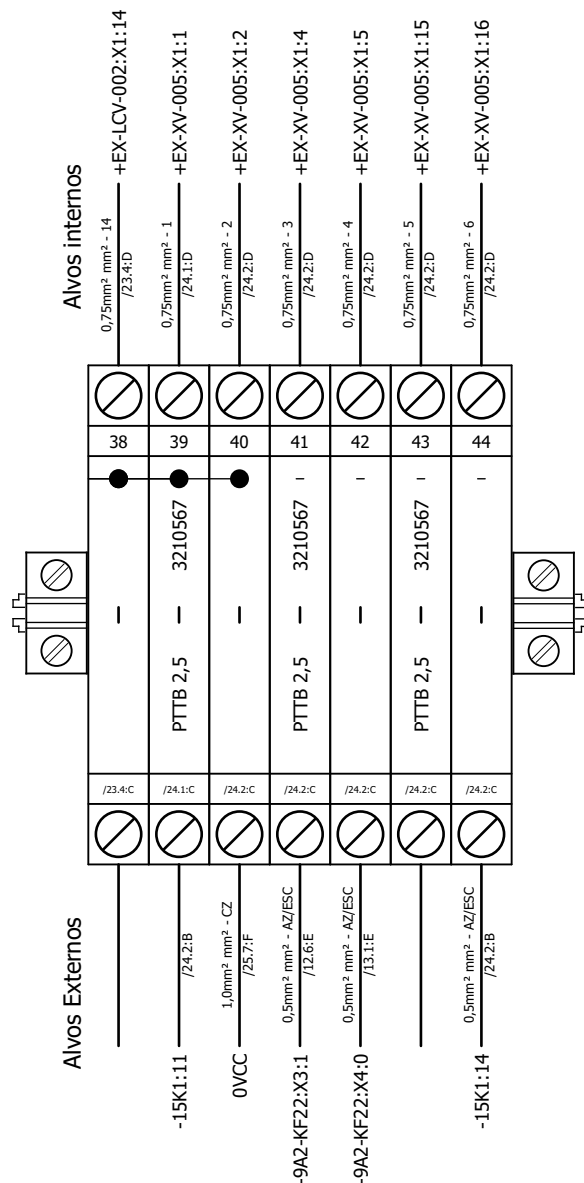 Alvos internos
+EX-LCV-002:X1:14
+EX-XV-005:X1:1
+EX-XV-005:X1:2
+EX-XV-005:X1:4
+EX-XV-005:X1:5
+EX-XV-005:X1:15
+EX-XV-005:X1:16
0,75mm² mm² - 14
/23.4:D
0,75mm² mm² - 1
/24.1:D
0,75mm² mm² - 2
/24.2:D
0,75mm² mm² - 3
/24.2:D
0,75mm² mm² - 4
/24.2:D
0,75mm² mm² - 5
/24.2:D
0,75mm² mm² - 6
/24.2:D
38
39
40
41
42
43
44
PTTB 2,5 3210567
PTTB 2,5 3210567
PTTB 2,5 3210567
/23.4:C
/24.1:C
/24.2:C
/24.2:C
/24.2:C
/24.2:C
/24.2:C
Alvos Externos
/24.2:B
1,0mm² mm² - CZ
/25.7:F
0,5mm² mm² - AZ/ESC
/12.6:E
0,5mm² mm² - AZ/ESC
/13.1:E
0,5mm² mm² - AZ/ESC
/24.2:B
-15K1:11
0VCC
-9A2-KF22:X3:1
-9A2-KF22:X4:0
-15K1:14